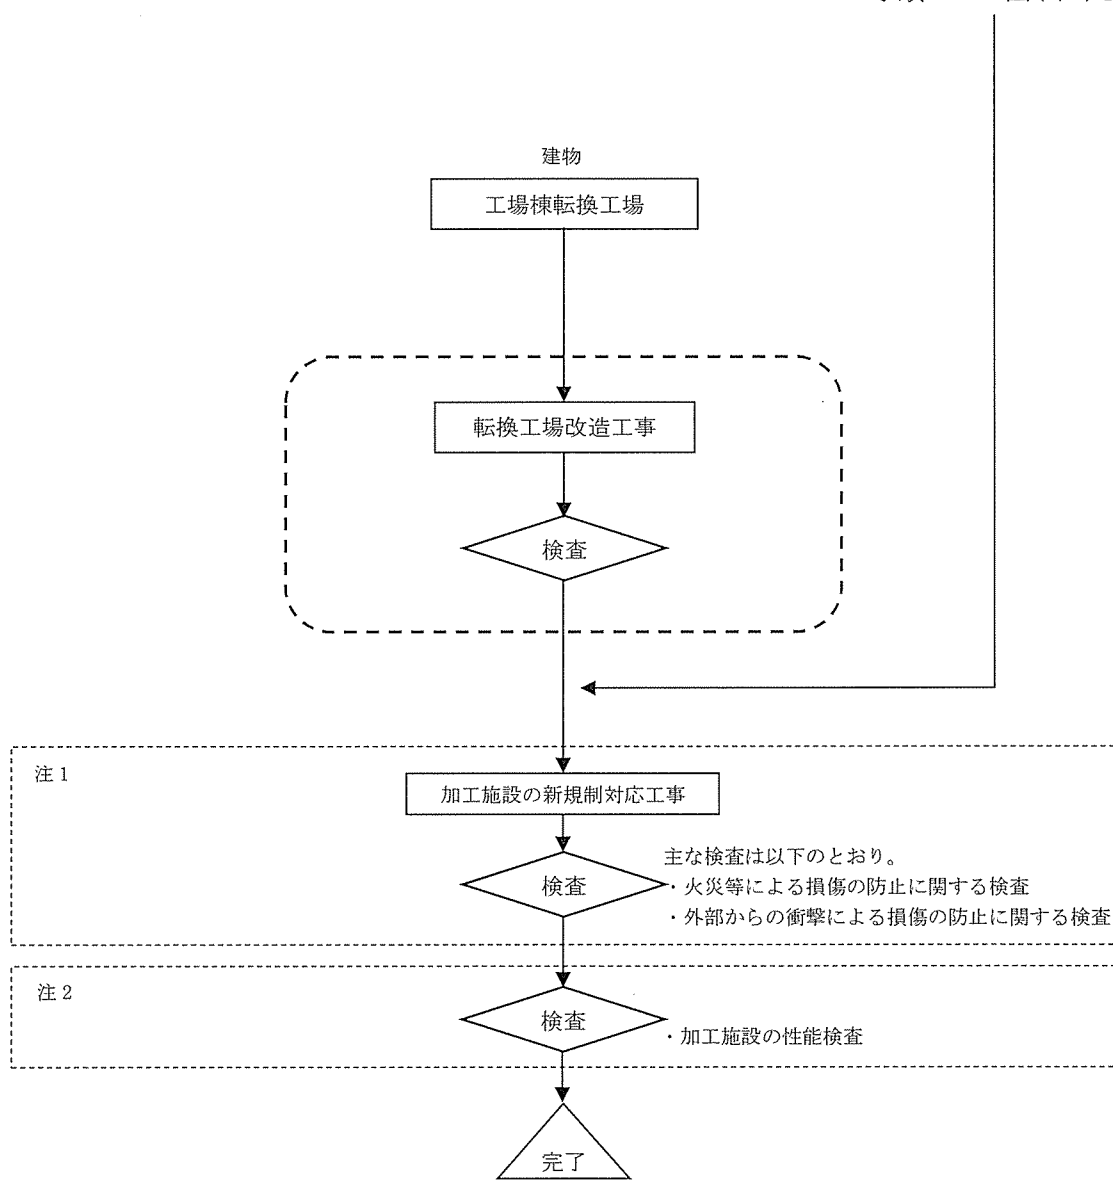 建物
工場棟転換工場
転換工場改造工事
検査
注1
加工施設の新規制対応工事
検査
主な検査は以下のとおり。
・火災等による損傷の防止に関する検査
・外部からの衝撃による損傷の防止に関する検査
注2
検査
・加工施設の性能検査
完了